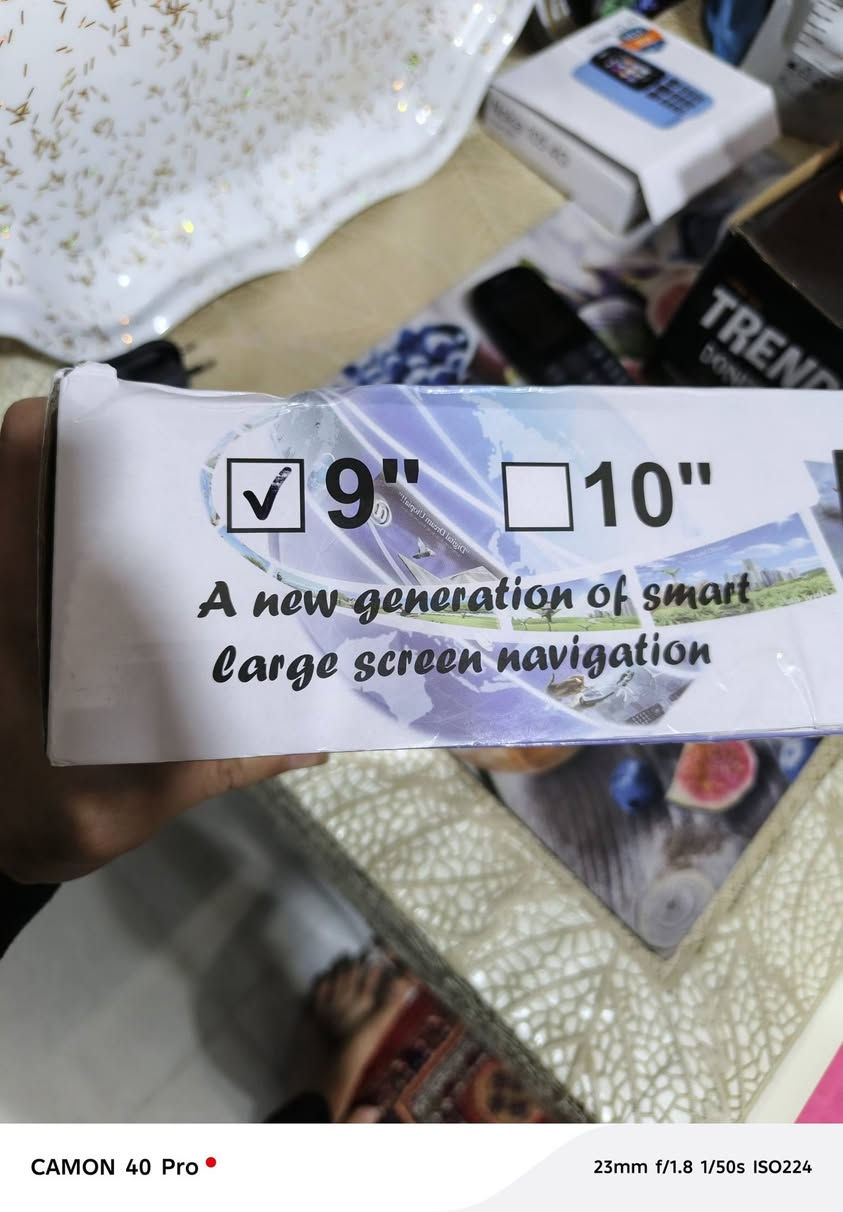 TREND
9" 10"
A new generation of smart
large screen navigation
CAMON 40 Pro
23mm f/1.8 1/50s ISO224